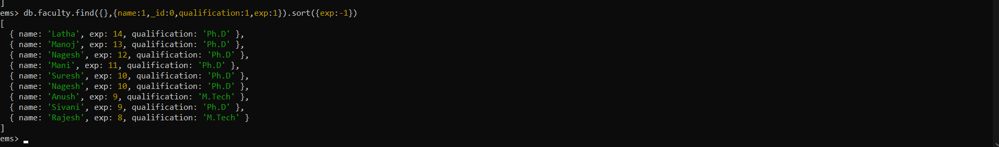 ]
ems> db.faculty.find({},{name:1,_id:0,qualification:1,exp:1}).sort({exp:-1})
[
  { name: 'Latha', exp: 14, qualification: 'Ph.D' },
  { name: 'Manoj', exp: 13, qualification: 'Ph.D' },
  { name: 'Nagesh', exp: 12, qualification: 'Ph.D' },
  { name: 'Mani', exp: 11, qualification: 'Ph.D' },
  { name: 'Suresh', exp: 10, qualification: 'Ph.D' },
  { name: 'Nagesh', exp: 10, qualification: 'Ph.D' },
  { name: 'Anush', exp: 9, qualification: 'M.Tech' },
  { name: 'Sivani', exp: 9, qualification: 'Ph.D' },
  { name: 'Rajesh', exp: 8, qualification: 'M.Tech' }
]
ems>